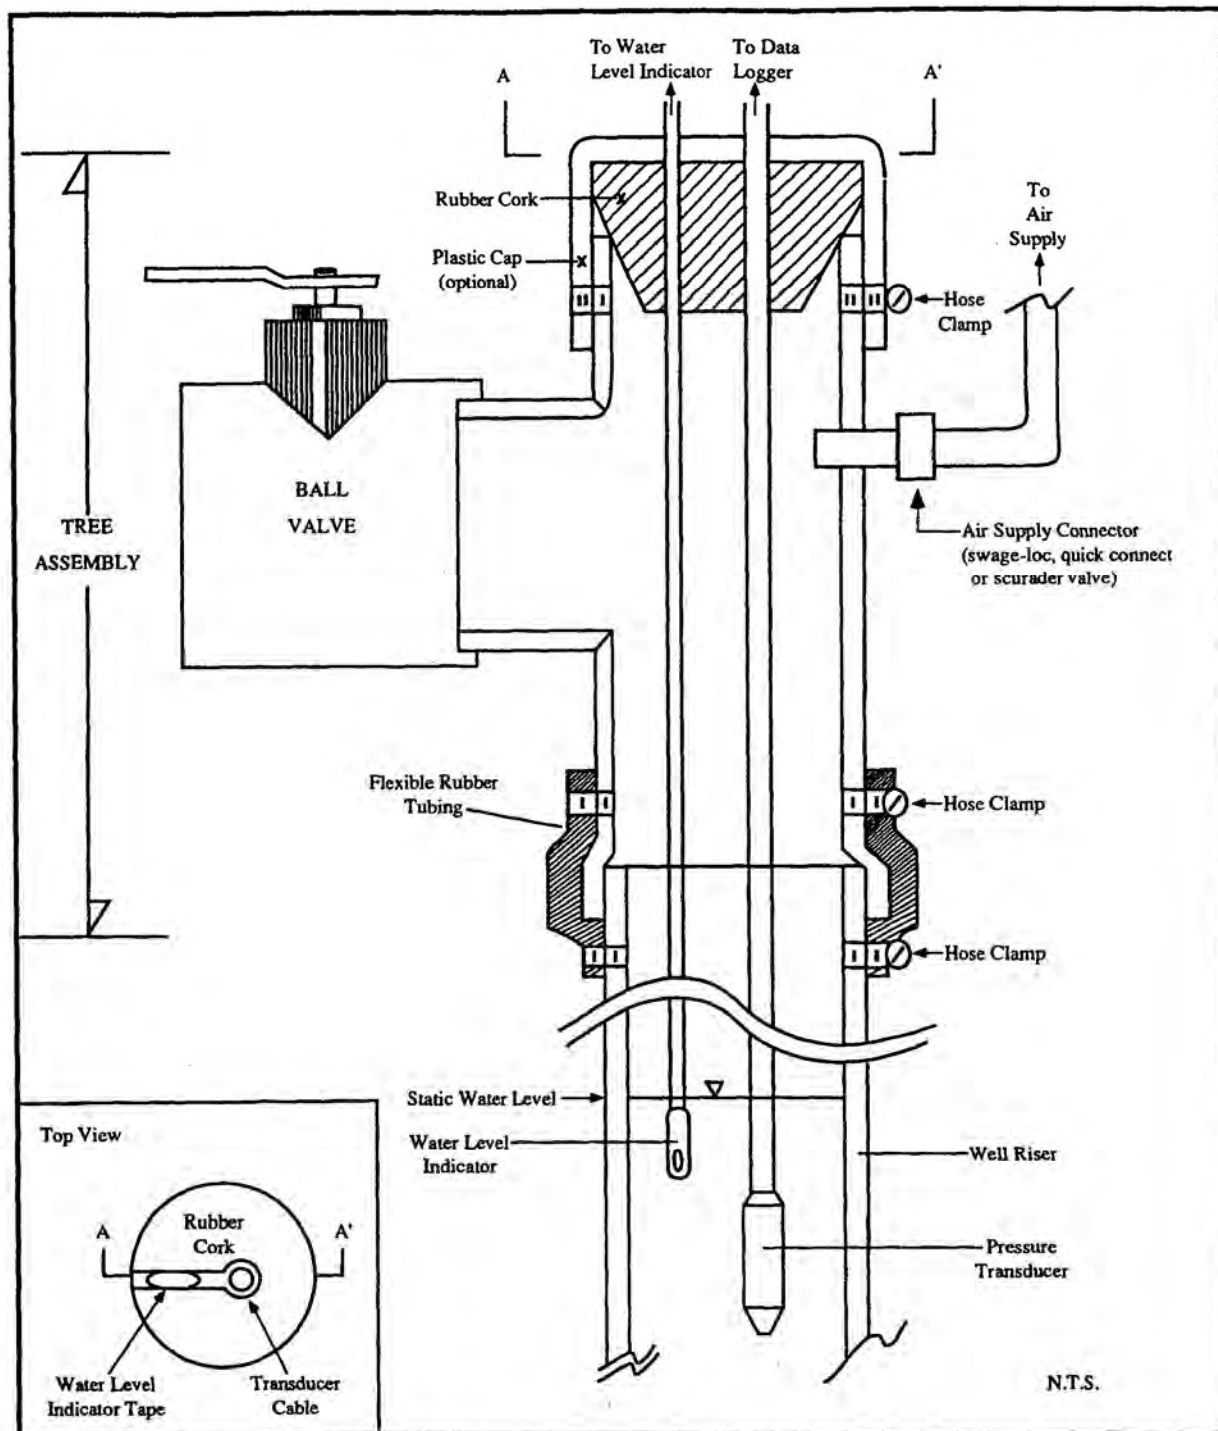 To Water
Level Indicator
To Data
Logger
A
A'
Rubber Cork
To
Air
Supply
Plastic Cap
(optional)
Hose
Clamp
BALL
VALVE
TREE
ASSEMBLY
Air Supply Connector
(swage-loc, quick connect
or scurader valve)
Flexible Rubber
Tubing
Hose Clamp
Hose Clamp
Static Water Level
Water Level
Indicator
Well Riser
Pressure
Transducer
Top View
Rubber
Cork
A
A'
Water Level
Indicator Tape
Transducer
Cable
N.T.S.